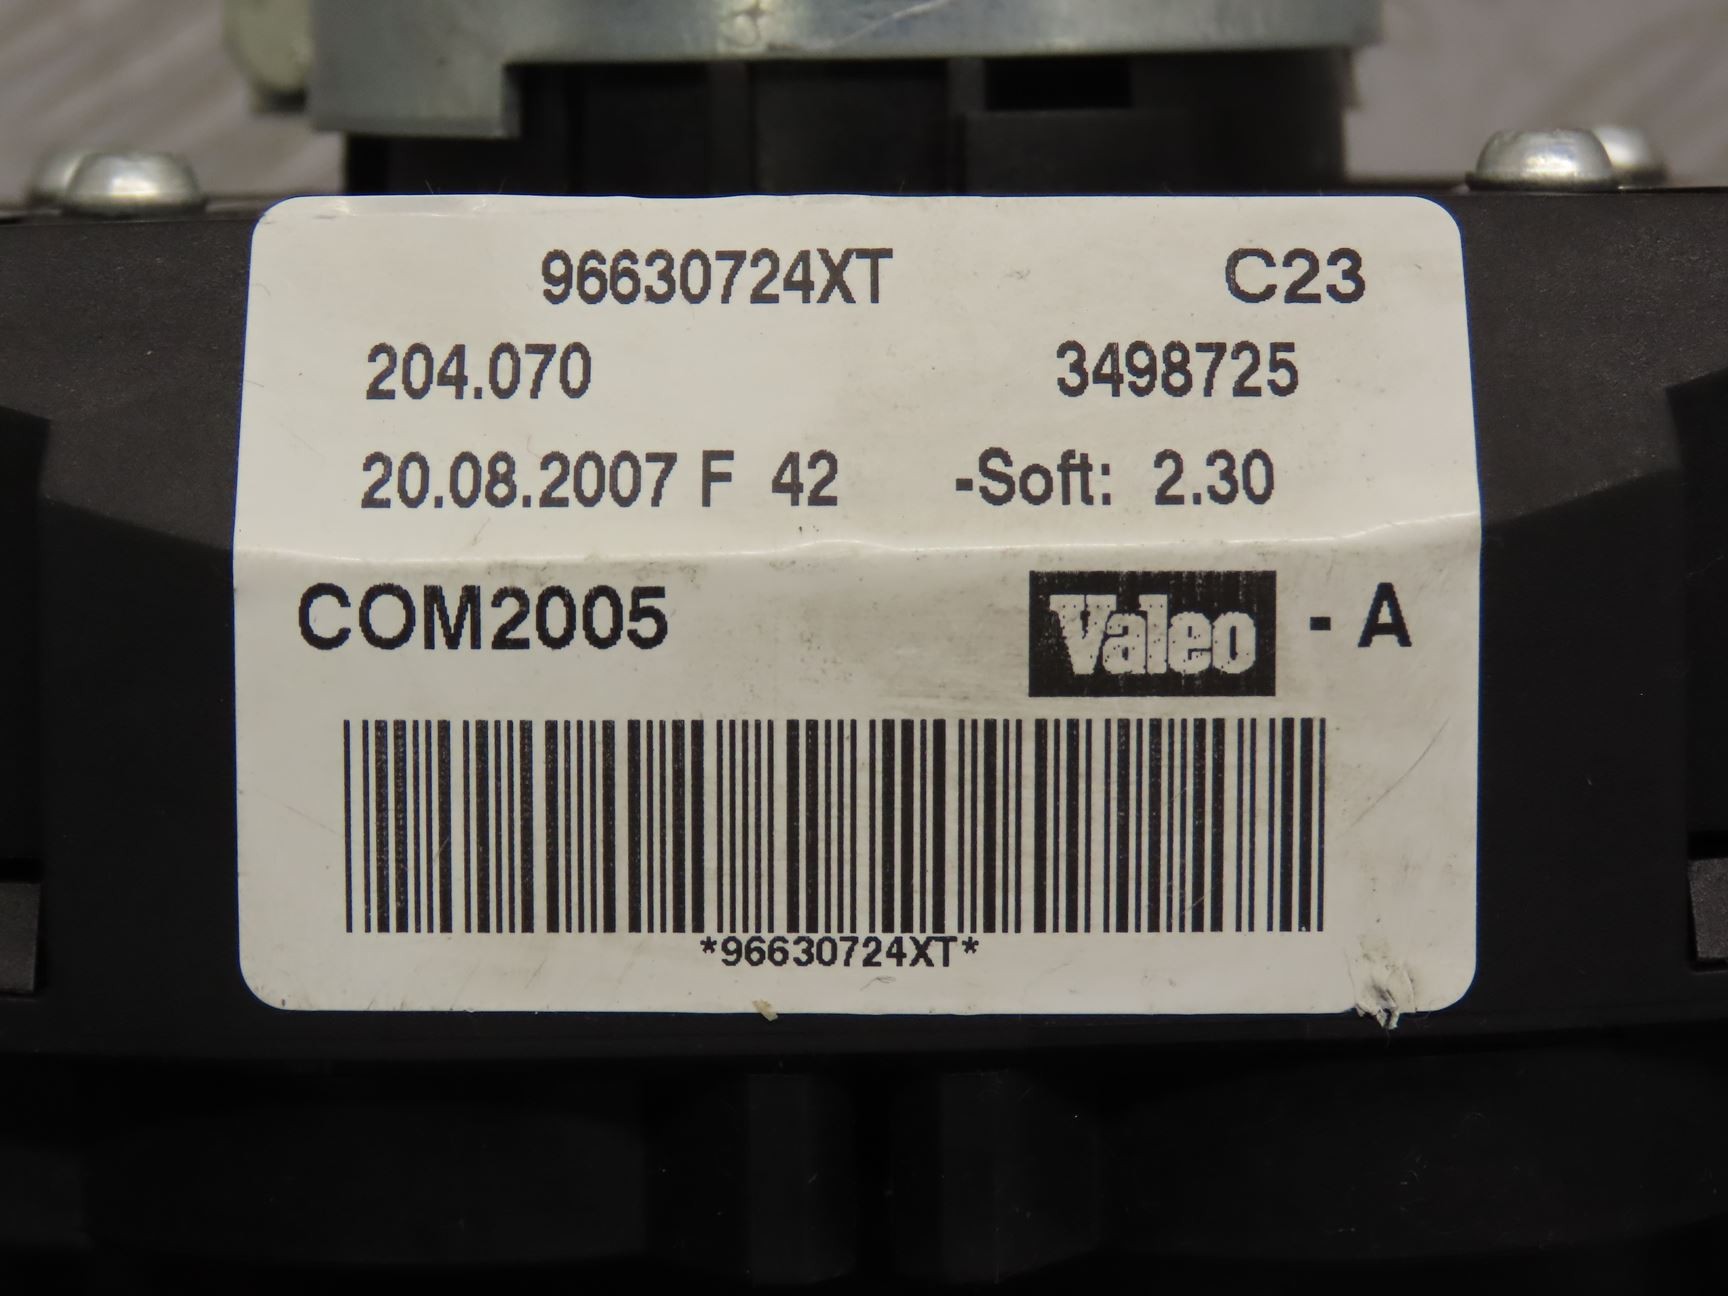 96630724XT C23
204.070 3498725
20.08.2007 F 42 -Soft: 2.30
COM2005 Valeo - A
*96630724XT*